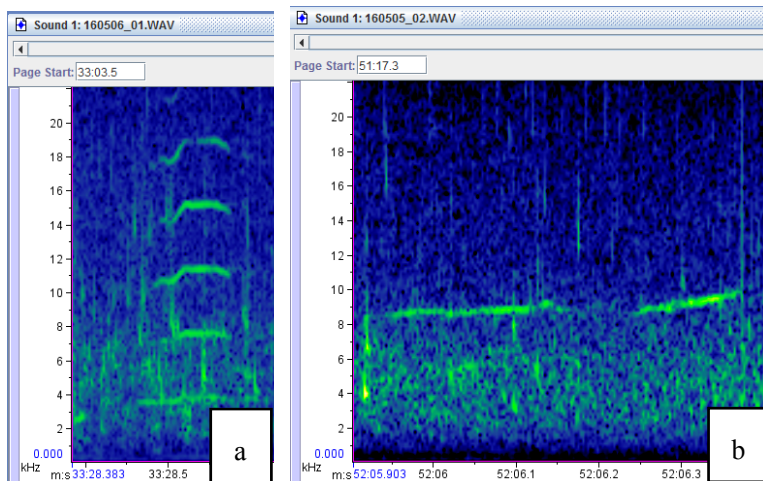 Sound 1: 160506_01.WAV
Page Start: 33:03.5
20
18
16
14
12
10
8
6
4
2
0.000
kHz
m:s 33:28.383 33:28.5
a
Sound 1: 160505_02.WAV
Page Start: 51:17.3
20
18
16
14
12
10
8
6
4
2
0.000
kHz
m:s 52:05.903 52:06 52:06.1 52:06.2 52:06.3
b